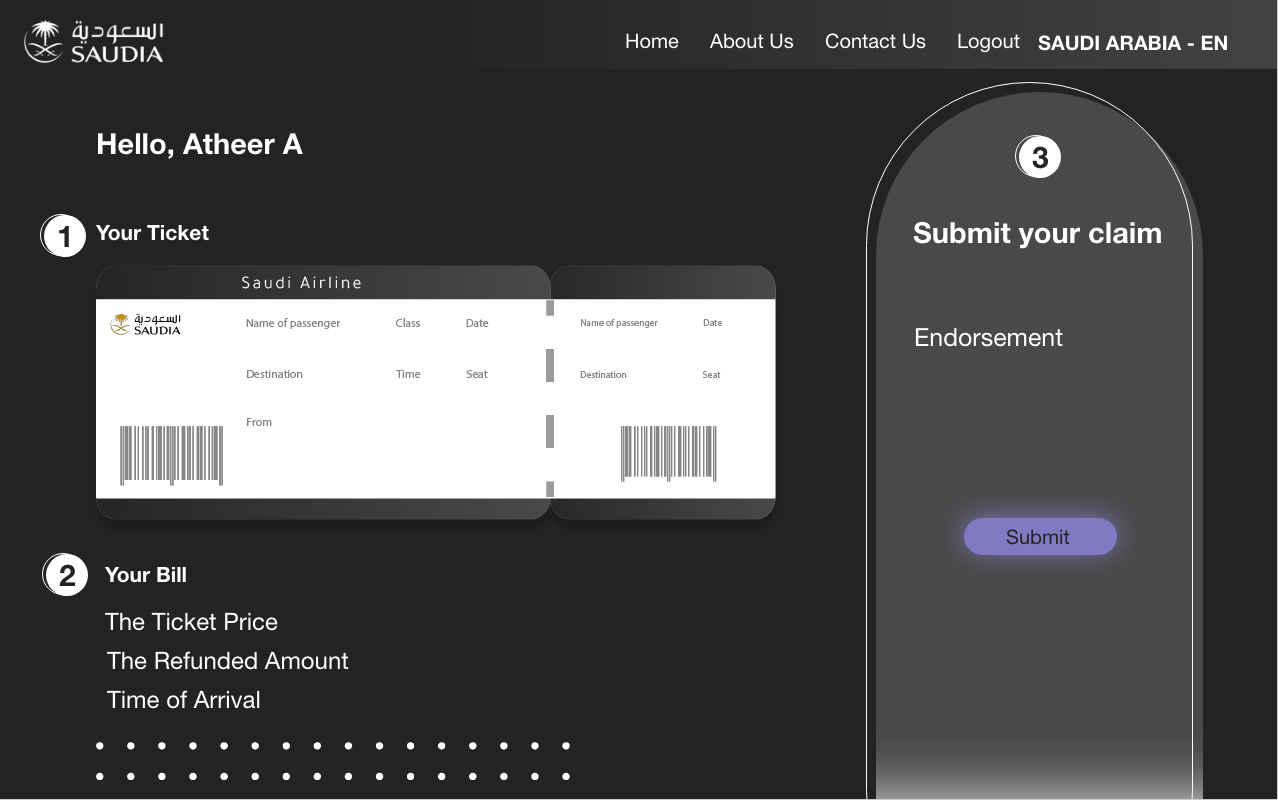 السعودية
SAUDIA
Home About Us Contact Us Logout SAUDI ARABIA - EN
Hello, Atheer A
1 Your Ticket
Saudi Airline
السعودية
SAUDIA
Name of passenger Class Date
Destination Time Seat
From
Name of passenger Date
Destination Seat
2 Your Bill
The Ticket Price
The Refunded Amount
Time of Arrival
3
Submit your claim
Endorsement
Submit